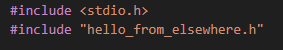 #include <stdio.h>
#include "hello_from_elsewhere.h"